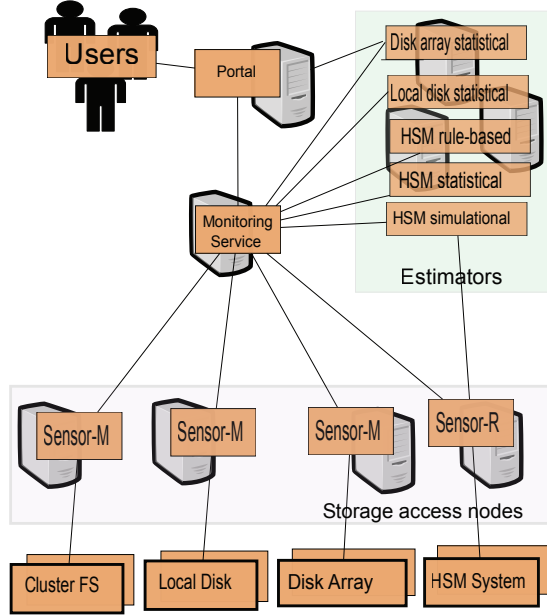 Users
Portal
Disk array statistical
Local disk statistical
HSM rule-based
HSM statistical
HSM simulational
Monitoring
Service
Estimators
Sensor-M
Sensor-M
Sensor-M
Sensor-R
Storage access nodes
Cluster FS
Local Disk
Disk Array
HSM System